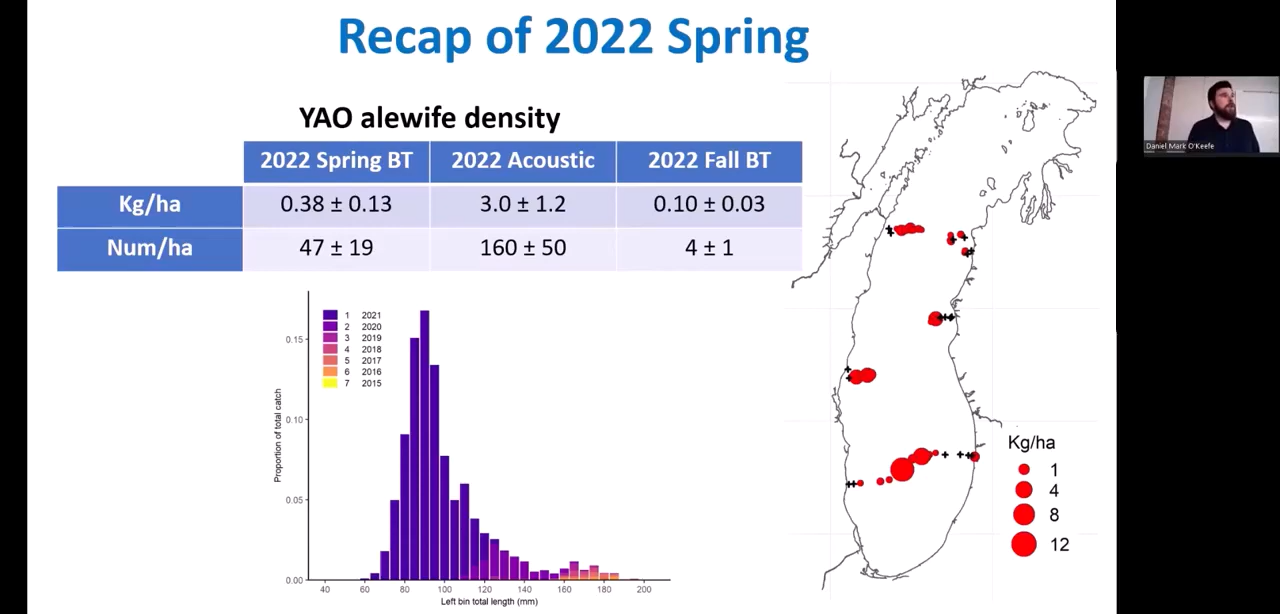 Recap of 2022 Spring
YAO alewife density
2022 Spring BT 2022 Acoustic 2022 Fall BT
Kg/ha 0.38 ± 0.13 3.0 ± 1.2 0.10 ± 0.03
Num/ha 47 ± 19 160 ± 50 4 ± 1
1 2021
2 2020
3 2019
4 2018
5 2017
6 2016
7 2015
0.15
0.10
0.05
0.00
Proportion of total catch
40 60 80 100 120 140 160 180 200
Left bin total length (mm)
Kg/ha
1
4
8
12
Daniel Mark O'Keefe